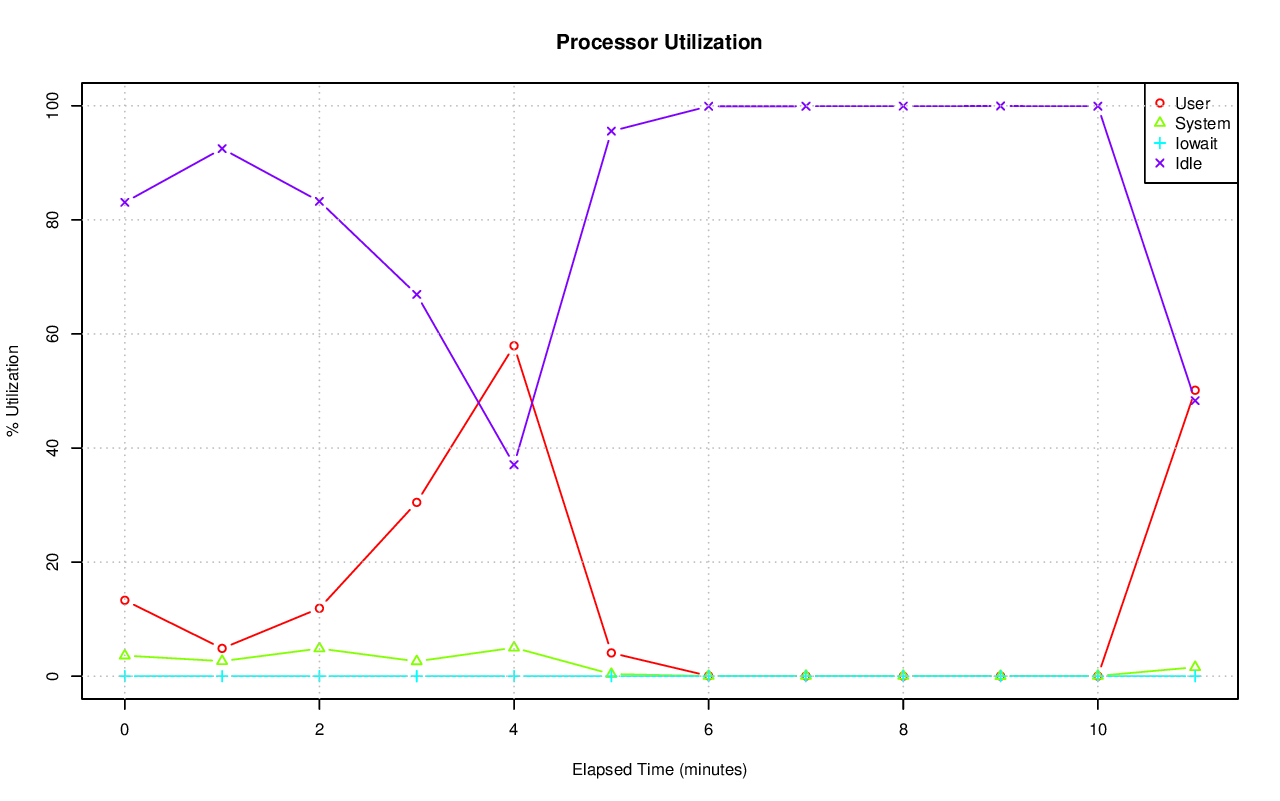 Processor Utilization
% Utilization
100
80
60
40
20
0
User
System
Iowait
Idle
0 2 4 6 8 10
Elapsed Time (minutes)